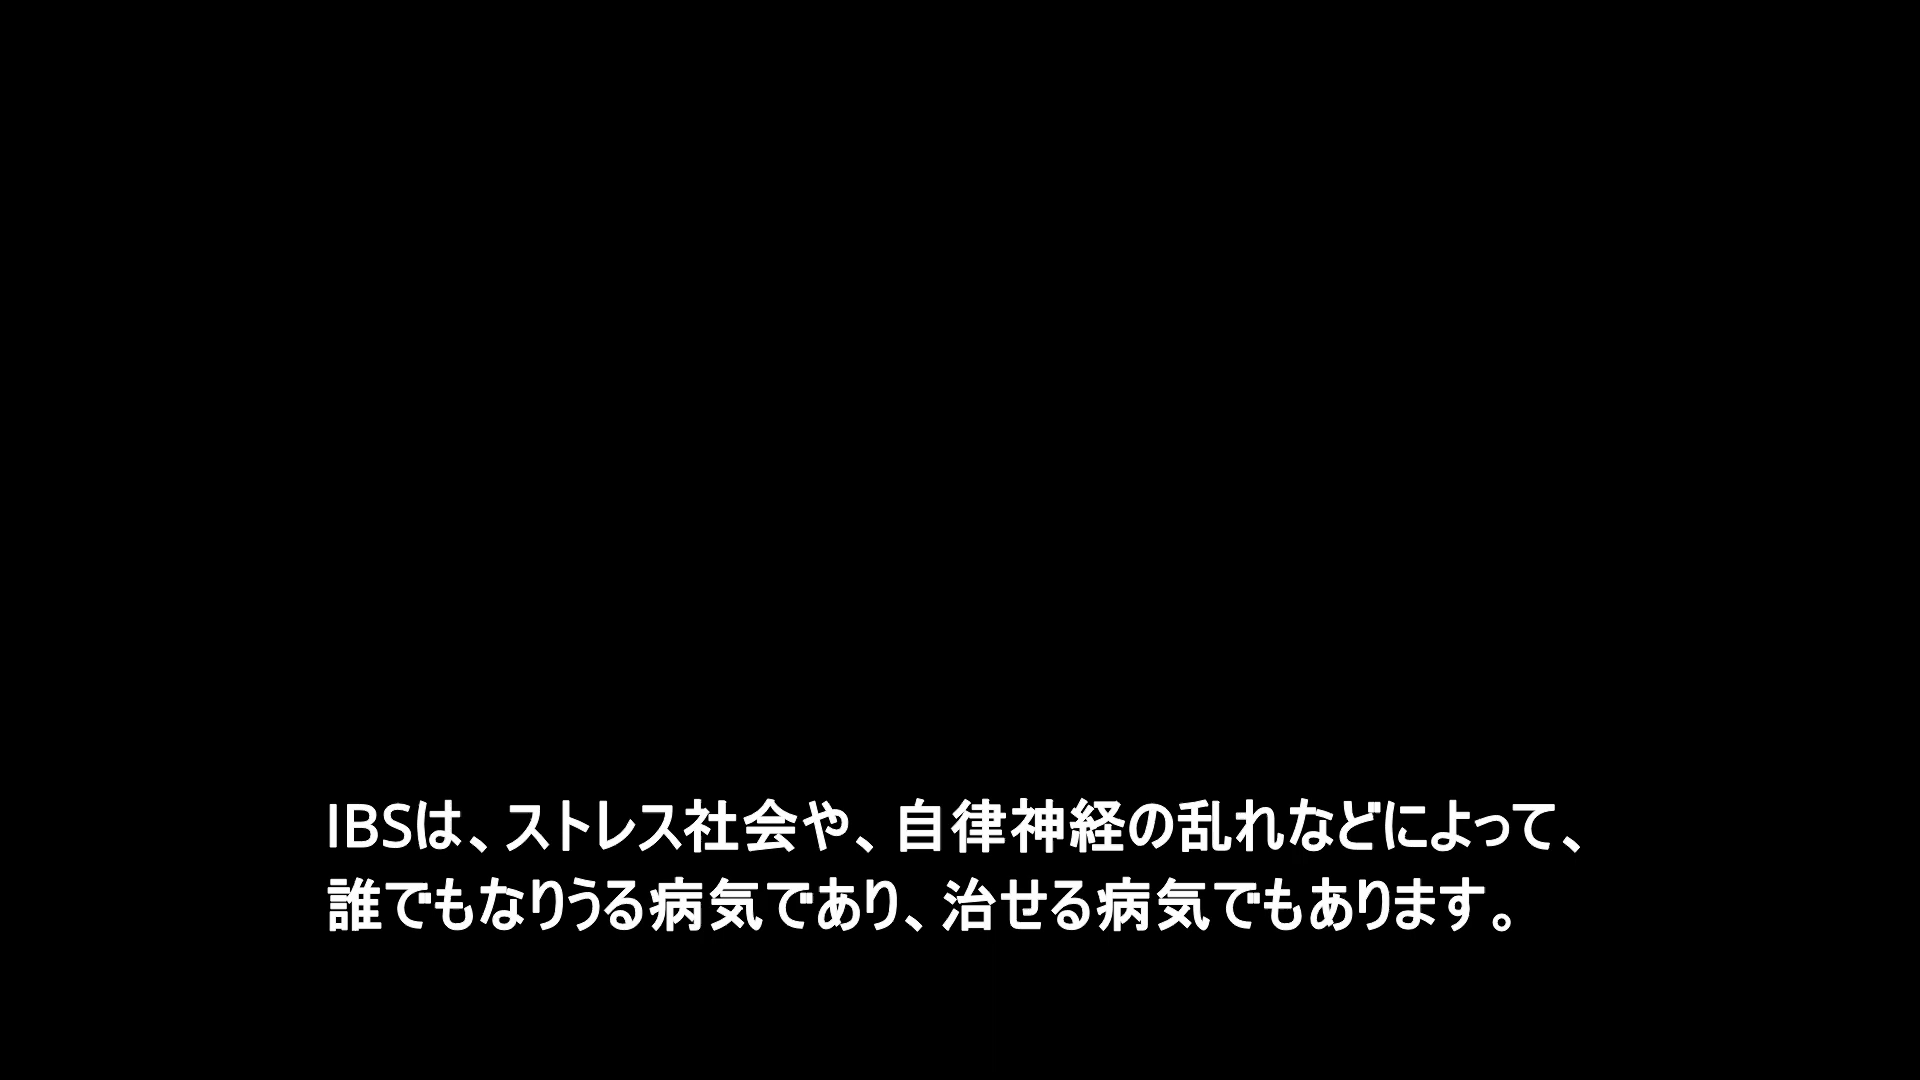 IBSは、ストレス社会や、自律神経の乱れなどによって、
誰でもなりうる病気であり、治せる病気でもあります。